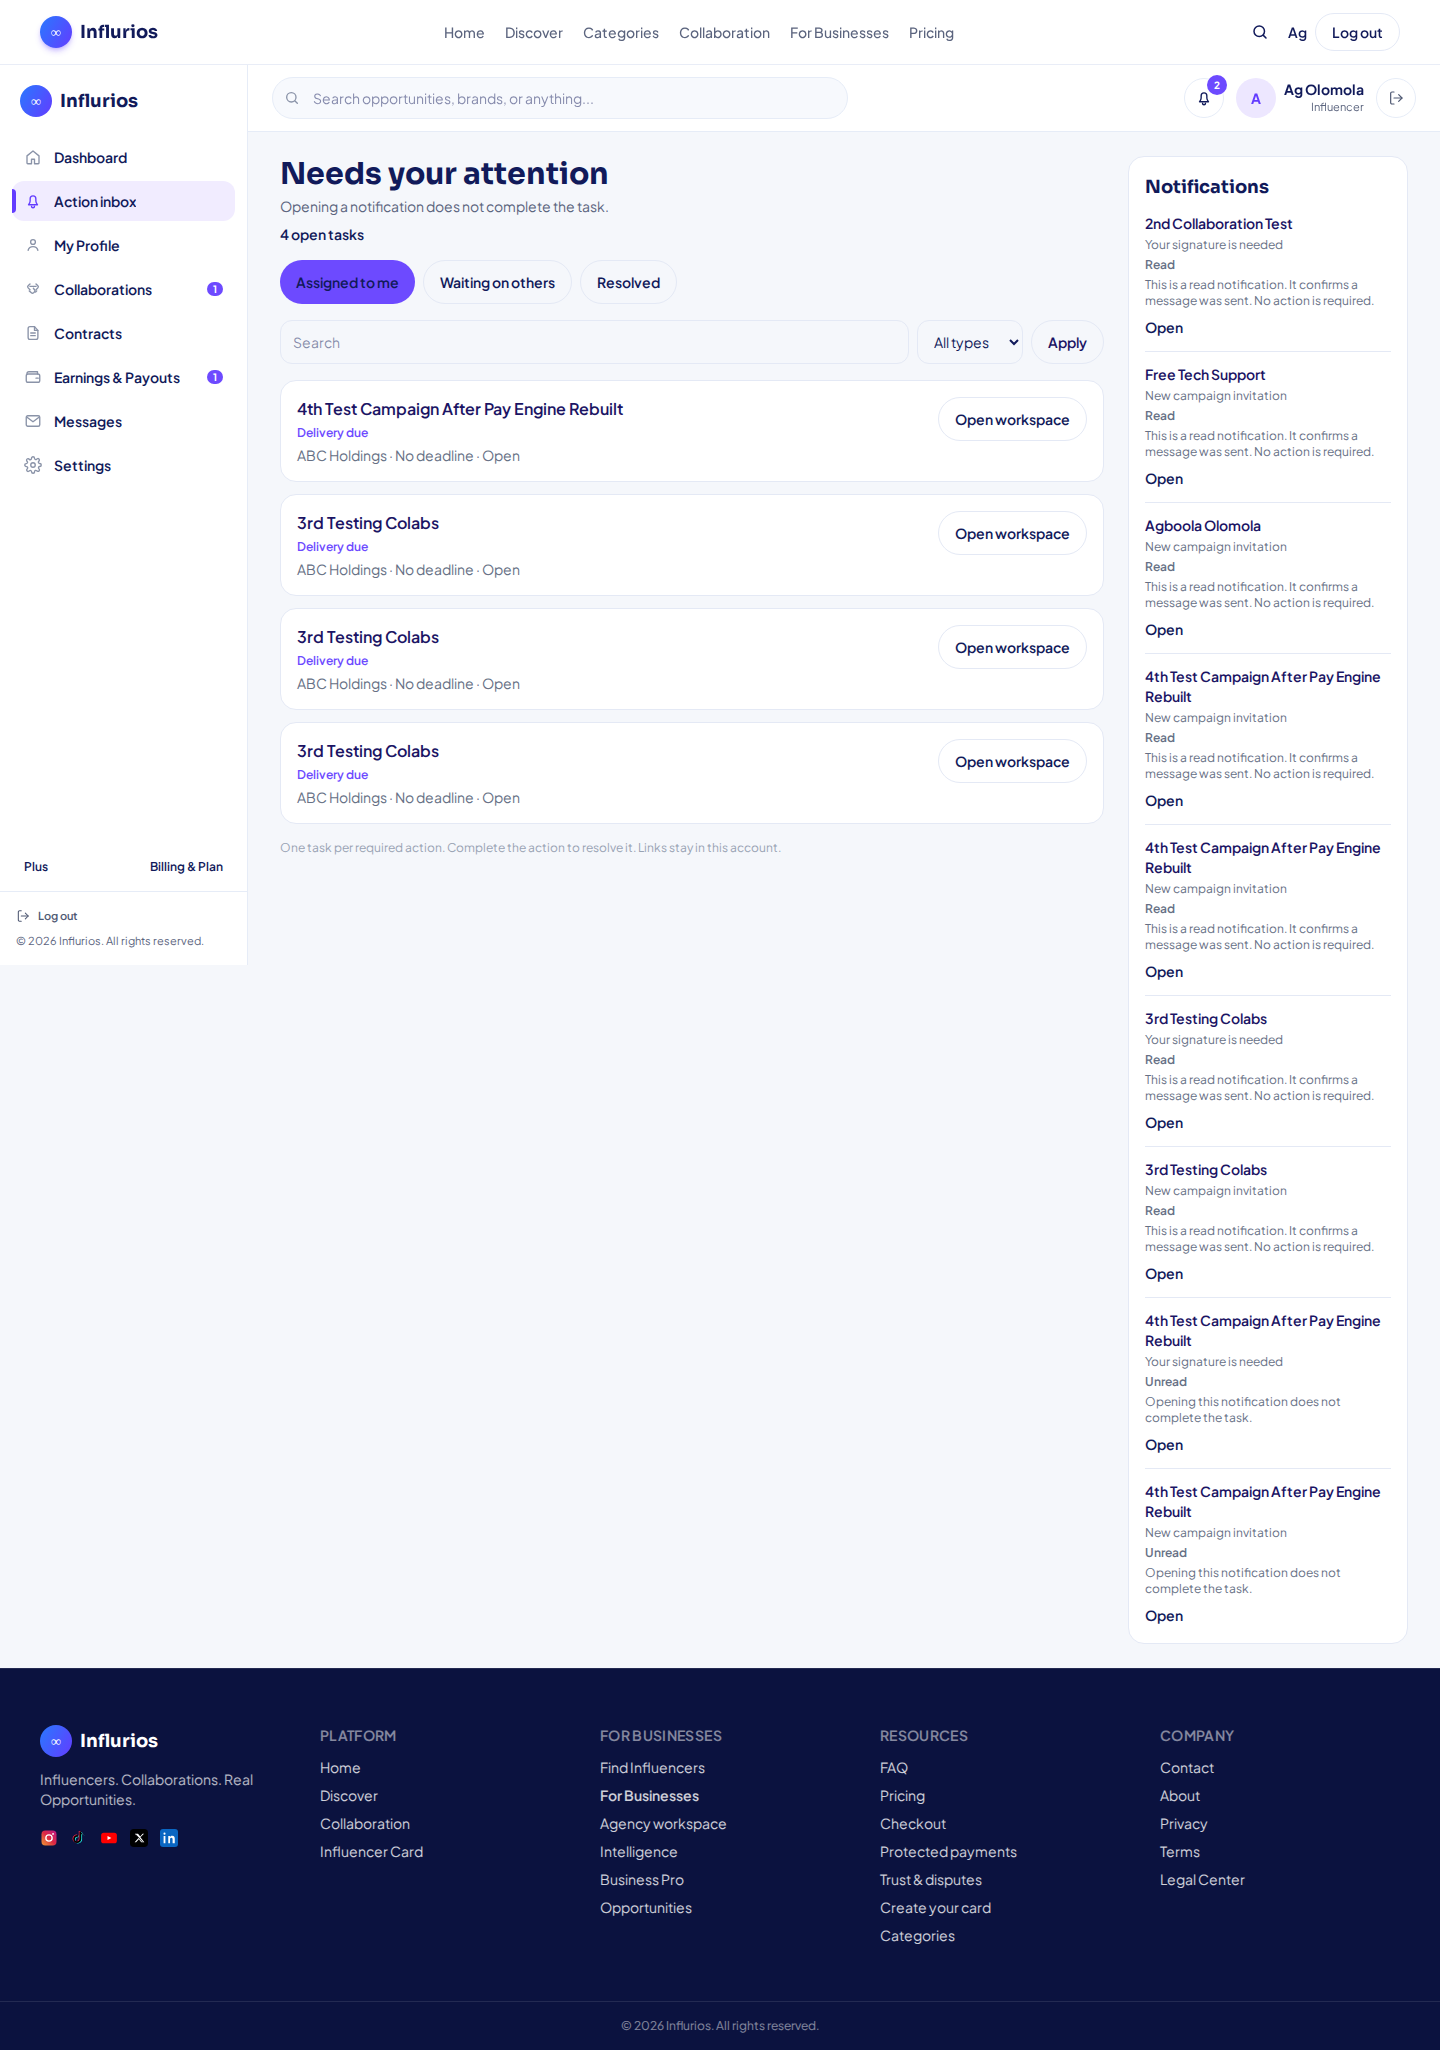 Influrios
Home
Discover
Categories
Collaboration
For Businesses
Pricing
Ag
Log out
Influrios
Dashboard
Action inbox
My Profile
Collaborations 1
Contracts
Earnings & Payouts 1
Messages
Settings
Plus
Billing & Plan
Log out
© 2026 Influrios. All rights reserved.
Search opportunities, brands, or anything...
2
A
Ag Olomola
Influencer
Needs your attention
Opening a notification does not complete the task.
4 open tasks
Assigned to me
Waiting on others
Resolved
Search
All types
Apply
4th Test Campaign After Pay Engine Rebuilt
Delivery due
ABC Holdings · No deadline · Open
Open workspace
3rd Testing Colabs
Delivery due
ABC Holdings · No deadline · Open
Open workspace
3rd Testing Colabs
Delivery due
ABC Holdings · No deadline · Open
Open workspace
3rd Testing Colabs
Delivery due
ABC Holdings · No deadline · Open
Open workspace
One task per required action. Complete the action to resolve it. Links stay in this account.
Notifications
2nd Collaboration Test
Your signature is needed
Read
This is a read notification. It confirms a
message was sent. No action is required.
Open
Free Tech Support
New campaign invitation
Read
This is a read notification. It confirms a
message was sent. No action is required.
Open
Agboola Olomola
New campaign invitation
Read
This is a read notification. It confirms a
message was sent. No action is required.
Open
4th Test Campaign After Pay Engine
Rebuilt
New campaign invitation
Read
This is a read notification. It confirms a
message was sent. No action is required.
Open
4th Test Campaign After Pay Engine
Rebuilt
New campaign invitation
Read
This is a read notification. It confirms a
message was sent. No action is required.
Open
3rd Testing Colabs
Your signature is needed
Read
This is a read notification. It confirms a
message was sent. No action is required.
Open
3rd Testing Colabs
New campaign invitation
Read
This is a read notification. It confirms a
message was sent. No action is required.
Open
4th Test Campaign After Pay Engine
Rebuilt
Your signature is needed
Unread
Opening this notification does not
complete the task.
Open
4th Test Campaign After Pay Engine
Rebuilt
New campaign invitation
Unread
Opening this notification does not
complete the task.
Open
Influrios
Influencers. Collaborations. Real
Opportunities.
PLATFORM
Home
Discover
Collaboration
Influencer Card
FOR BUSINESSES
Find Influencers
For Businesses
Agency workspace
Intelligence
Business Pro
Opportunities
RESOURCES
FAQ
Pricing
Checkout
Protected payments
Trust & disputes
Create your card
Categories
COMPANY
Contact
About
Privacy
Terms
Legal Center
© 2026 Influrios. All rights reserved.